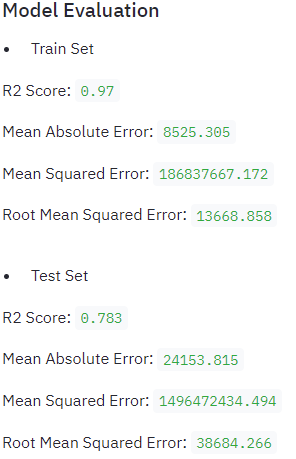 Model Evaluation
• Train Set
R2 Score: 0.97
Mean Absolute Error: 8525.305
Mean Squared Error: 186837667.172
Root Mean Squared Error: 13668.858
• Test Set
R2 Score: 0.783
Mean Absolute Error: 24153.815
Mean Squared Error: 1496472434.494
Root Mean Squared Error: 38684.266